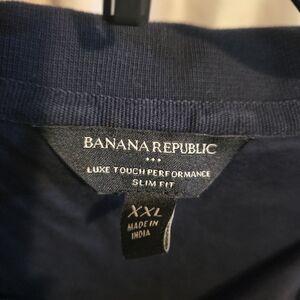 BANANA REPUBLIC
LUXE TOUCH PERFORMANCE
SLIM FIT
XXL
MADE IN
INDIA